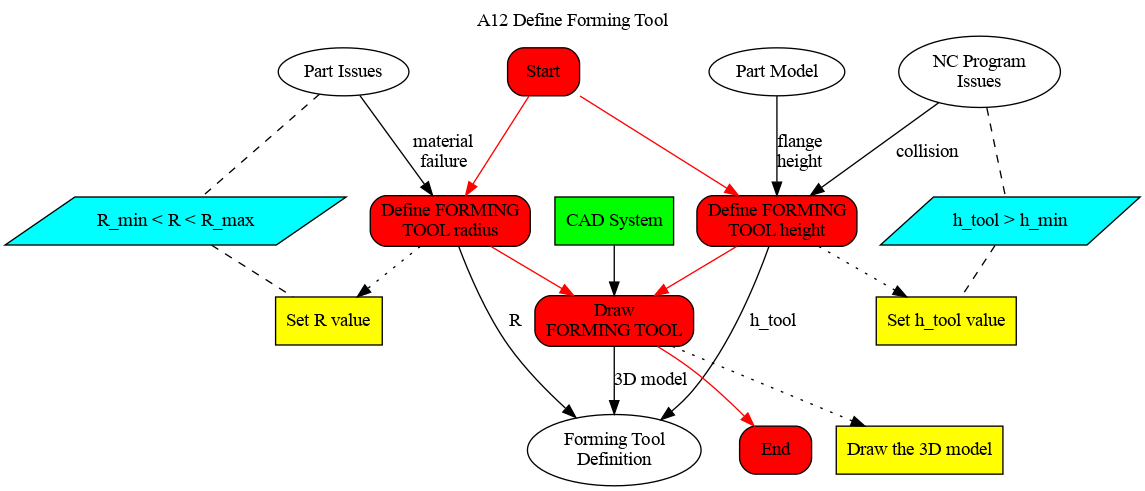 A12 Define Forming Tool
Part Issues
Start
Part Model
NC Program
Issues
material
failure
flange
height
collision
R_min < R < R_max
Define FORMING
TOOL radius
CAD System
Define FORMING
TOOL height
h_tool > h_min
Set R value
R
Draw
FORMING TOOL
h_tool
Set h_tool value
3D model
Forming Tool
Definition
End
Draw the 3D model